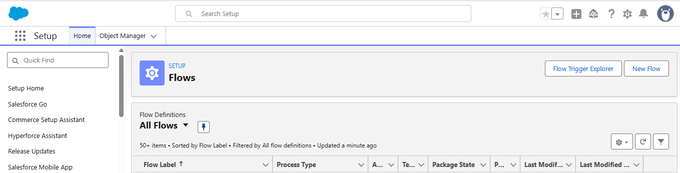 Search Setup
Setup
Home
Object Manager
Quick Find
Setup Home
Salesforce Go
Commerce Setup Assistant
Hyperforce Assistant
Release Updates
Salesforce Mobile App
SETUP
Flows
Flow Trigger Explorer
New Flow
Flow Definitions
All Flows
50+ items • Sorted by Flow Label • Filtered by All flow definitions • Updated a minute ago
Flow Label ↑ Process Type A... Te... Package State P... Last Modif... Last Modified ...